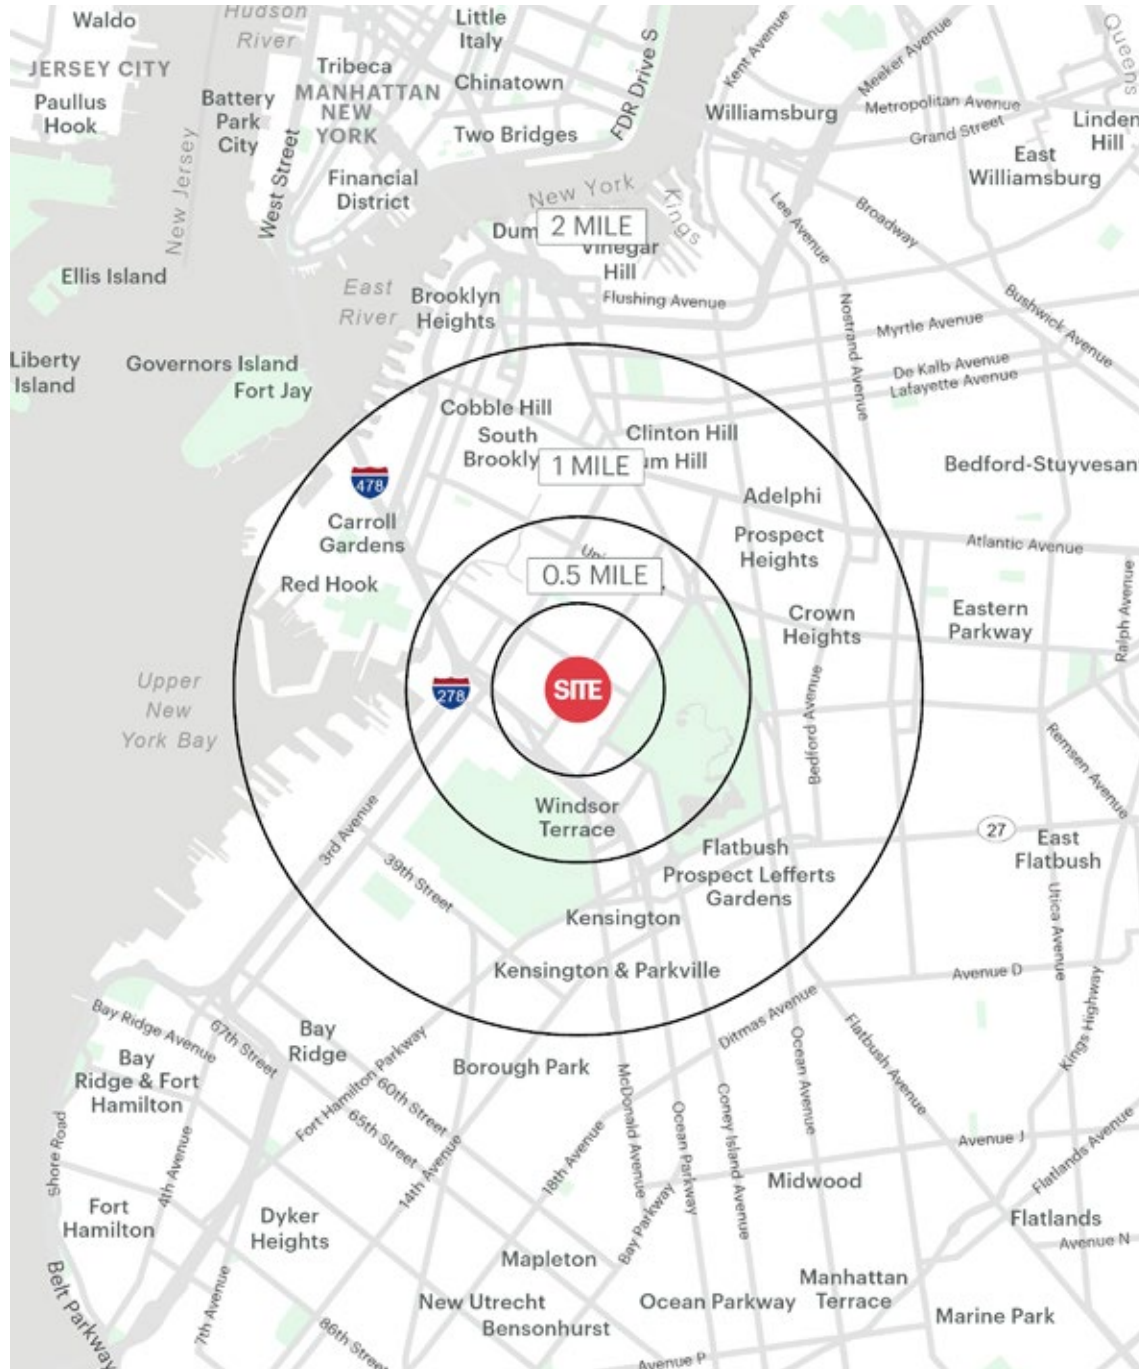 Hudson
River
Waldo
Little
Italy
Kent Avenue
Meeker Avenue
Queens
JERSEY CITY
Tribeca
MANHATTAN
NEW
YORK
Chinatown
FDR Drive S
Paullus
Hook
Battery
Park
City
Two Bridges
Williamsburg
Metropolitan Avenue
Grand Street
Linden
Hill
New Jersey
West Street
Financial
District
East
Williamsburg
New York
Kings
Lee Avenue
Broadway
2 MILE
Vinegar
Hill
Ellis Island
East
River
Brooklyn
Heights
Flushing Avenue
Nostrand Avenue
Myrtle Avenue
Bushwick Avenue
Liberty
Island
Governors Island
Fort Jay
De Kalb Avenue
Lafayette Avenue
Cobble Hill
South
Clinton Hill
1 MILE
Hill
Bedford-Stuyvesan
478
Adelphi
Carroll
Gardens
Prospect
Heights
Atlantic Avenue
0.5 MILE
Red Hook
Crown
Heights
Eastern
Parkway
Ralph Avenue
Upper
New
York Bay
278
SITE
Bedford Avenue
Remsen Avenue
Windsor
Terrace
3rd Avenue
39th Street
Flatbush
Prospect Lefferts
Gardens
27
East
Flatbush
Utica Avenue
Kensington
Kensington & Parkville
Avenue D
Kings Highway
Bay Ridge Avenue
67th Street
Bay
Ridge
Ditmas Avenue
Ocean Avenue
Flatbush Avenue
Bay
Ridge & Fort
Hamilton
Fort Hamilton Parkway
60th Street
65th Street
Borough Park
McDonald Avenue
Ocean Parkway
Coney Island Avenue
Shore Road
4th Avenue
14th Avenue
18th Avenue
Avenue J
Flatlands Avenue
Midwood
Fort
Hamilton
Dyker
Heights
Bay Parkway
Flatlands
Avenue N
Mapleton
Belt Parkway
7th Avenue
86th Street
New Utrecht
Bensonhurst
Ocean Parkway
Manhattan
Terrace
Marine Park
Avenue P